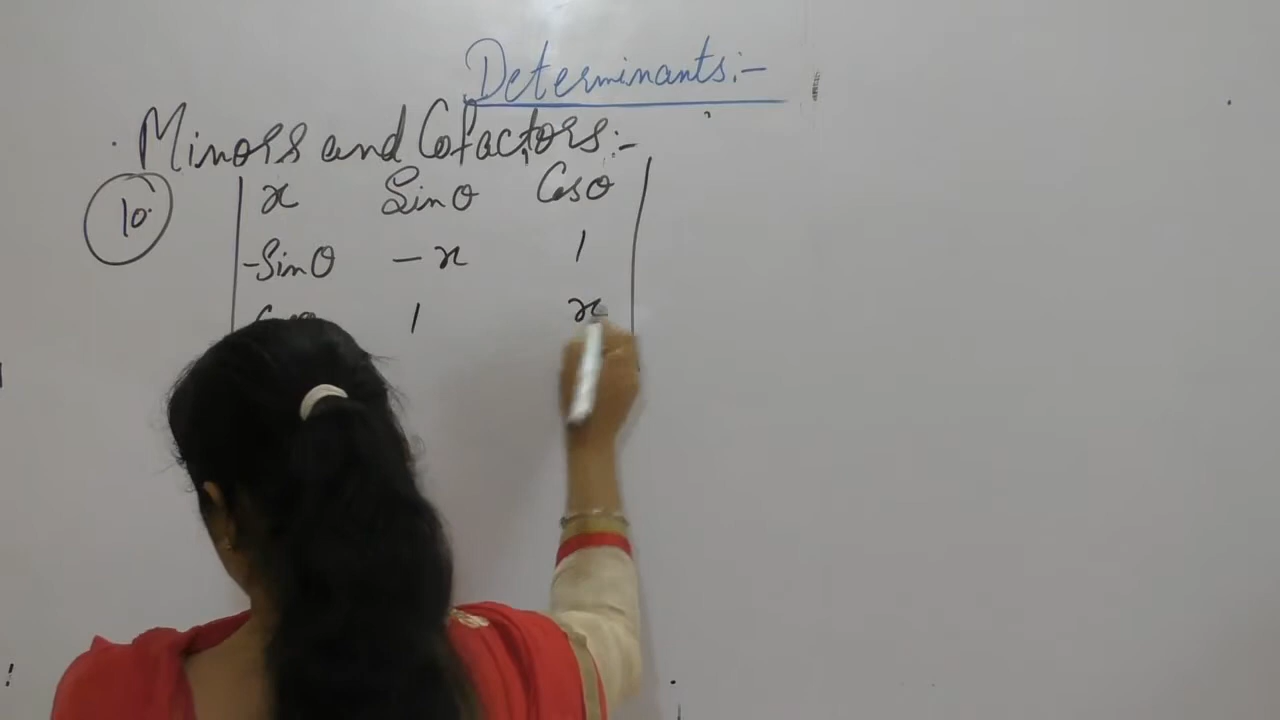 Determinants:-
Minors and Cofactors:-
10. x Sinθ Cosθ
-Sinθ -x 1
1 x